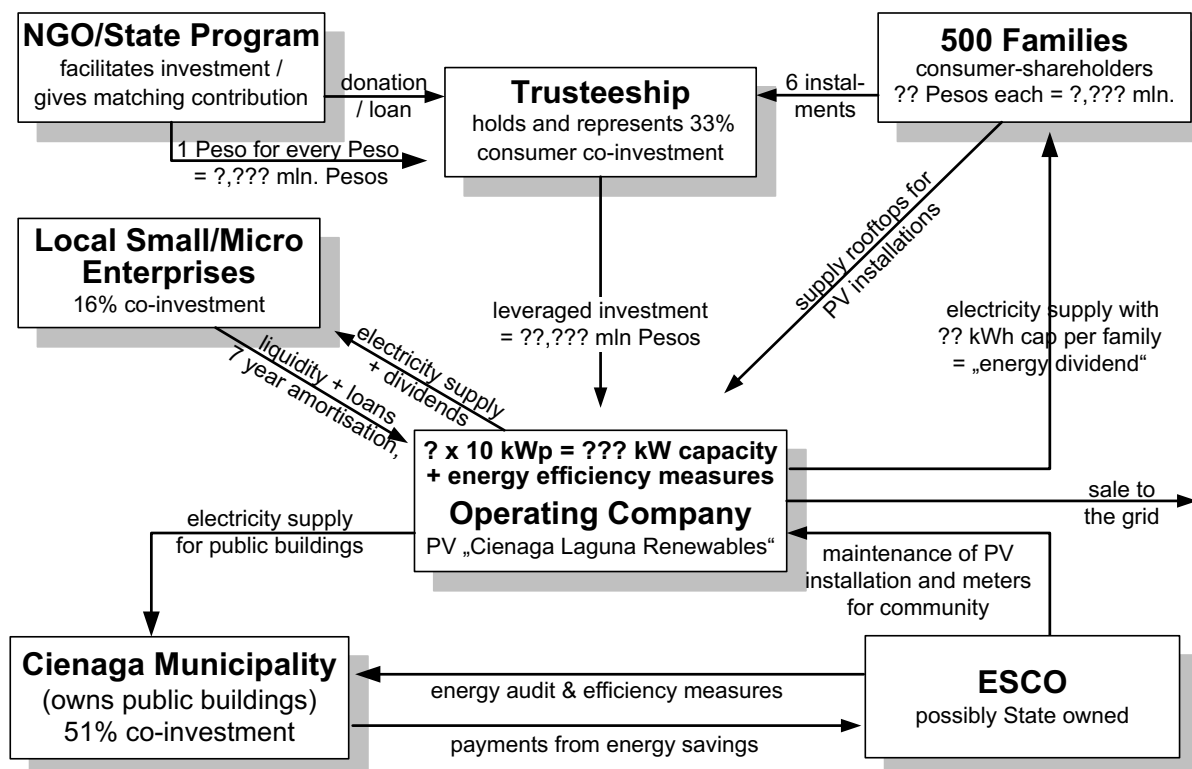 NGO/State Program
facilitates investment /
gives matching contribution
donation
/ loan
1 Peso for every Peso
= ?,??? mln. Pesos
Trusteeship
holds and represents 33%
consumer co-investment
6 instal-
ments
500 Families
consumer-shareholders
?? Pesos each = ?,??? mln.
Local Small/Micro
Enterprises
16% co-investment
leveraged investment
= ??,??? mln Pesos
supply rooftops for
PV installations
electricity supply with
?? kWh cap per family
= „energy dividend“
electricity supply
+ dividends
liquidity + loans
7 year amortisation,
? x 10 kWp = ??? kW capacity
+ energy efficiency measures
Operating Company
PV „Cienaga Laguna Renewables“
sale to
the grid
electricity supply
for public buildings
maintenance of PV
installation and meters
for community
Cienaga Municipality
(owns public buildings)
51% co-investment
energy audit & efficiency measures
payments from energy savings
ESCO
possibly State owned